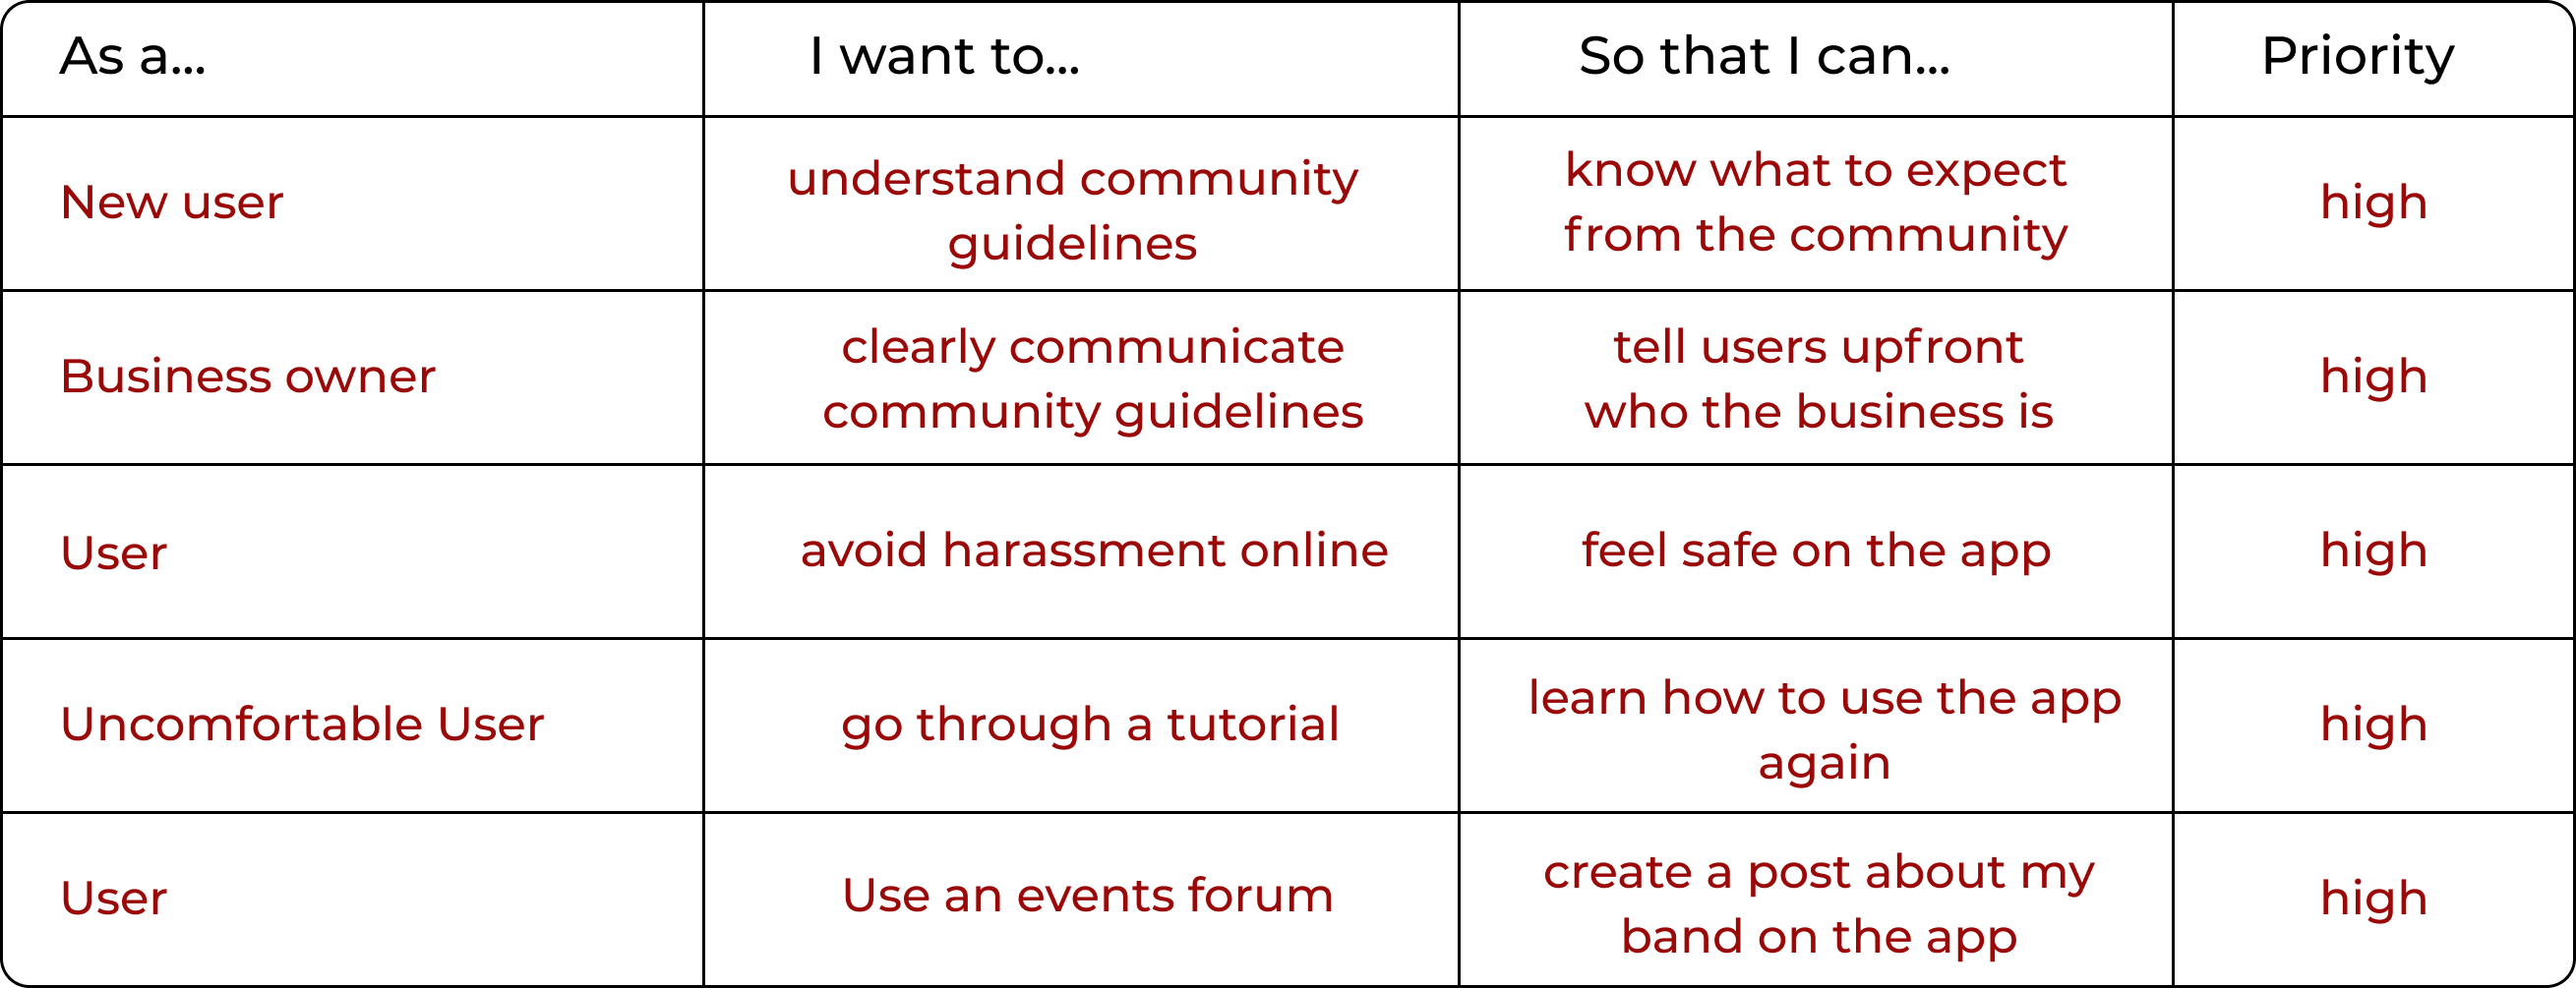 As a...
I want to...
So that I can...
Priority
New user
understand community
guidelines
know what to expect
from the community
high
Business owner
clearly communicate
community guidelines
tell users upfront
who the business is
high
User
avoid harassment online
feel safe on the app
high
Uncomfortable User
go through a tutorial
learn how to use the app
again
high
User
Use an events forum
create a post about my
band on the app
high